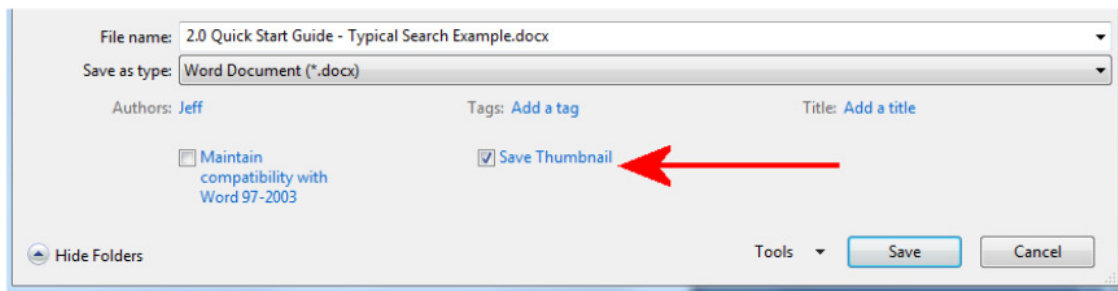 File name: 2.0 Quick Start Guide - Typical Search Example.docx
Save as type: Word Document (*.docx)
Authors: Jeff Tags: Add a tag Title: Add a title
Maintain
compatibility with
Word 97-2003
Save Thumbnail
Hide Folders Tools Save Cancel